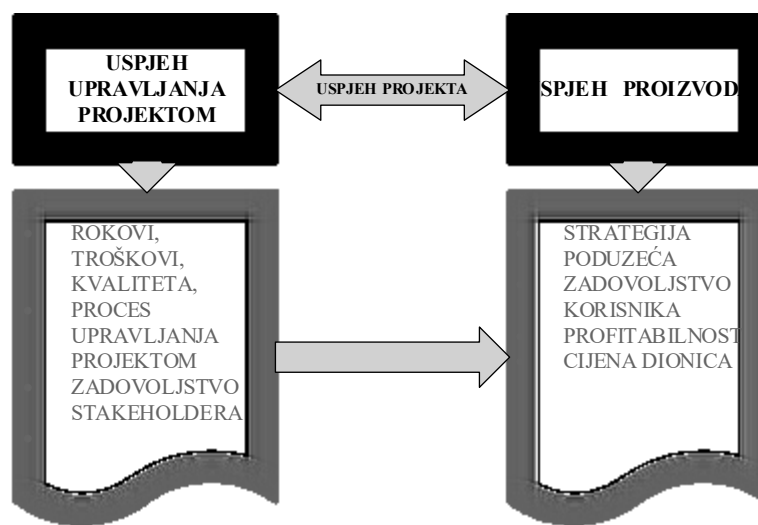 USPJEH
UPRAVLJANJA
PROJEKTOM
USPJEH PROJEKTA
SPJEH PROIZVOD
ROKOVI,
TROŠKOVI,
KVALITETA,
PROCES
UPRAVLJANJA
PROJEKTOM
ZADOVOLJSTVO
STAKEHOLDERA
STRATEGIJA
PODUZEĆA
ZADOVOLJSTVO
KORISNIKA
PROFITABILNOST
CIJENA DIONICA